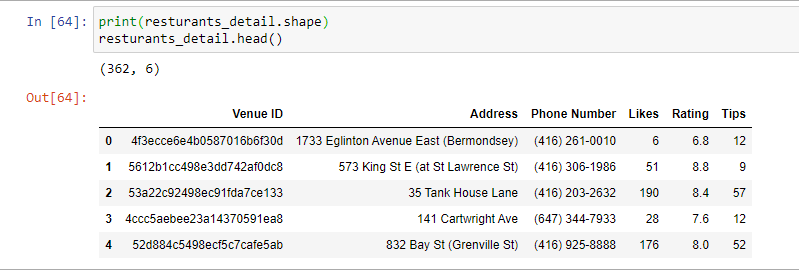 In [64]: print(resturants_detail.shape)
resturants_detail.head()
(362, 6)
Out[64]:
Venue ID Address Phone Number Likes Rating Tips
0 4f3ecce6e4b0587016b6f30d 1733 Eglinton Avenue East (Bermondsey) (416) 261-0010 6 6.8 12
1 5612b1cc498e3dd742af0dc8 573 King St E (at St Lawrence St) (416) 306-1986 51 8.8 9
2 53a22c92498ec91fda7ce133 35 Tank House Lane (416) 203-2632 190 8.4 57
3 4ccc5aebee23a14370591ea8 141 Cartwright Ave (647) 344-7933 28 7.6 12
4 52d884c5498ecf5c7cafe5ab 832 Bay St (Grenville St) (416) 925-8888 176 8.0 52